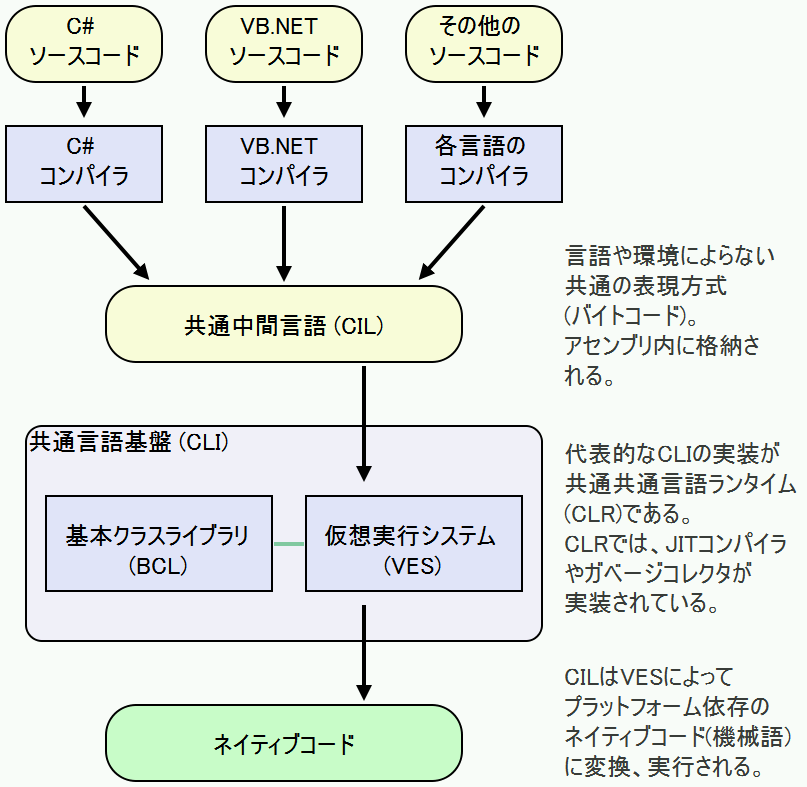 C#
ソースコード
VB.NET
ソースコード
その他の
ソースコード
C#
コンパイラ
VB.NET
コンパイラ
各言語の
コンパイラ
言語や環境によらない
共通の表現方式
(バイトコード)。
アセンブリ内に格納さ
れる。
共通中間言語 (CIL)
共通言語基盤 (CLI)
基本クラスライブラリ
(BCL)
仮想実行システム
(VES)
代表的なCLIの実装が
共通共通言語ランタイム
(CLR)である。
CLRでは、JITコンパイラ
やガベージコレクタが
実装されている。
ネイティブコード
CILはVESによって
プラットフォーム依存の
ネイティブコード(機械語)
に変換、実行される。